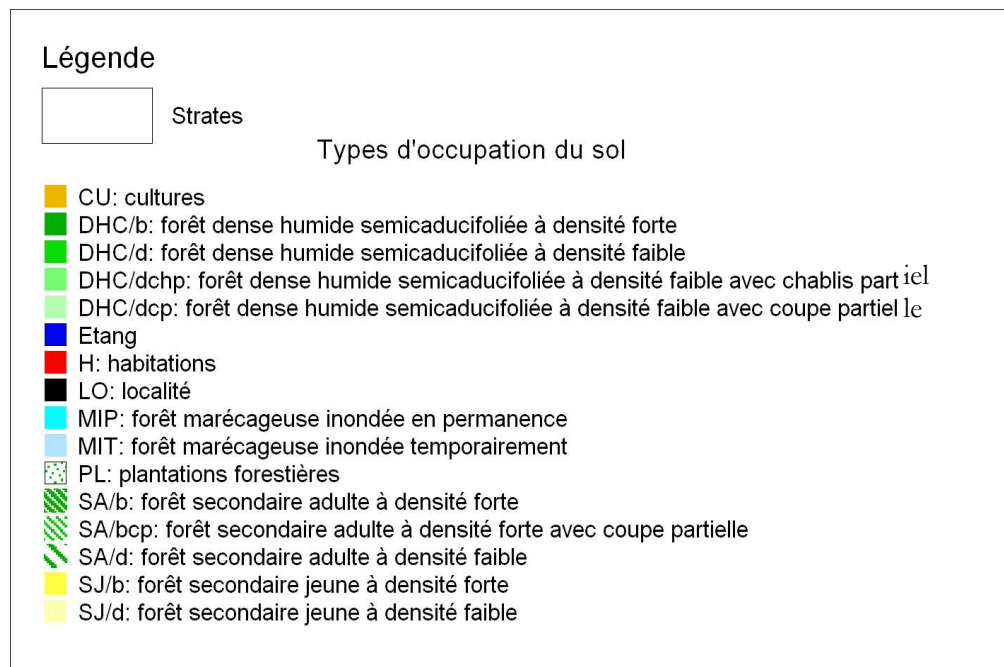 Légende
Strates
Types d'occupation du sol
CU: cultures
DHC/b: forêt dense humide semicaducifoliée à densité forte
DHC/d: forêt dense humide semicaducifoliée à densité faible
DHC/dchp: forêt dense humide semicaducifoliée à densité faible avec chablis partiel
DHC/dcp: forêt dense humide semicaducifoliée à densité faible avec coupe partielle
Etang
H: habitations
LO: localité
MIP: forêt marécageuse inondée en permanence
MIT: forêt marécageuse inondée temporairement
PL: plantations forestières
SA/b: forêt secondaire adulte à densité forte
SA/bcp: forêt secondaire adulte à densité forte avec coupe partielle
SA/d: forêt secondaire adulte à densité faible
SJ/b: forêt secondaire jeune à densité forte
SJ/d: forêt secondaire jeune à densité faible